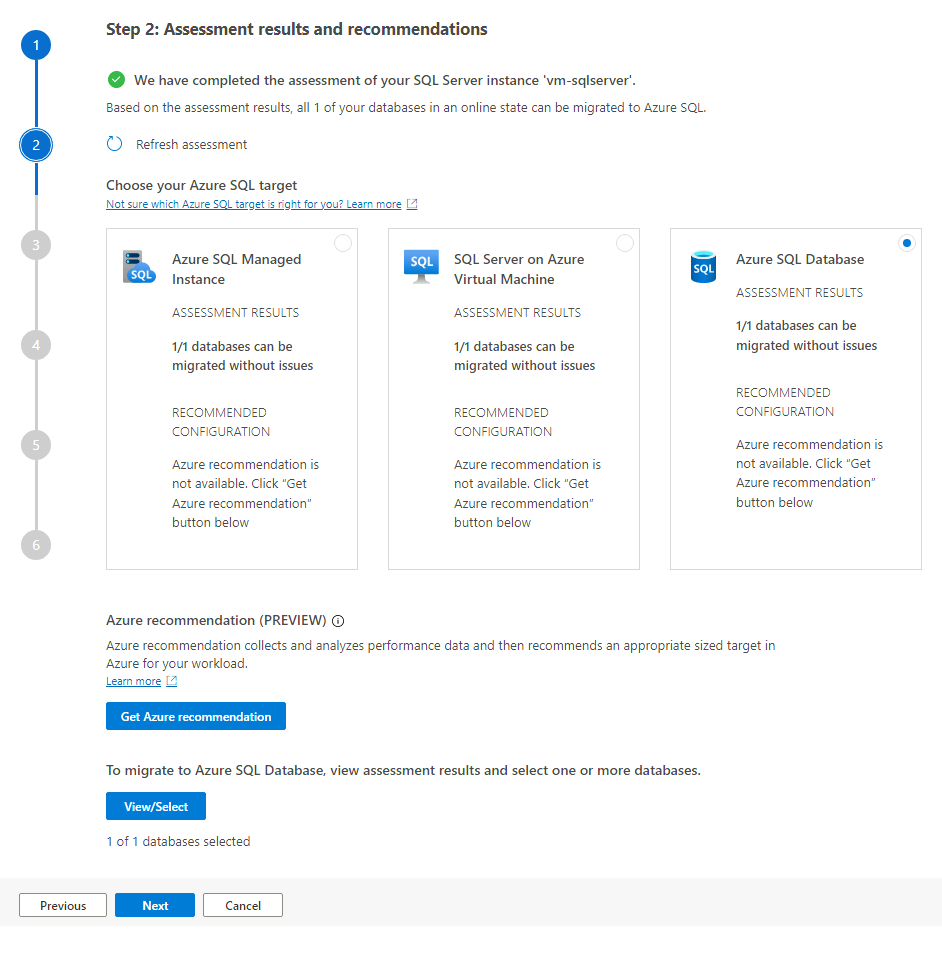 Step 2: Assessment results and recommendations
1
We have completed the assessment of your SQL Server instance 'vm-sqlserver'.
Based on the assessment results, all 1 of your databases in an online state can be migrated to Azure SQL.
2
Refresh assessment
Choose your Azure SQL target
Not sure which Azure SQL target is right for you? Learn more
3
4
5
6
SQL
Azure SQL Managed
Instance
ASSESSMENT RESULTS
1/1 databases can be
migrated without issues
RECOMMENDED
CONFIGURATION
Azure recommendation is
not available. Click “Get
Azure recommendation”
button below
SQL
SQL Server on Azure
Virtual Machine
ASSESSMENT RESULTS
1/1 databases can be
migrated without issues
RECOMMENDED
CONFIGURATION
Azure recommendation is
not available. Click “Get
Azure recommendation”
button below
SQL
Azure SQL Database
ASSESSMENT RESULTS
1/1 databases can be
migrated without issues
RECOMMENDED
CONFIGURATION
Azure recommendation is
not available. Click “Get
Azure recommendation”
button below
Azure recommendation (PREVIEW)
Azure recommendation collects and analyzes performance data and then recommends an appropriate sized target in
Azure for your workload.
Learn more
Get Azure recommendation
To migrate to Azure SQL Database, view assessment results and select one or more databases.
View/Select
1 of 1 databases selected
Previous
Next
Cancel